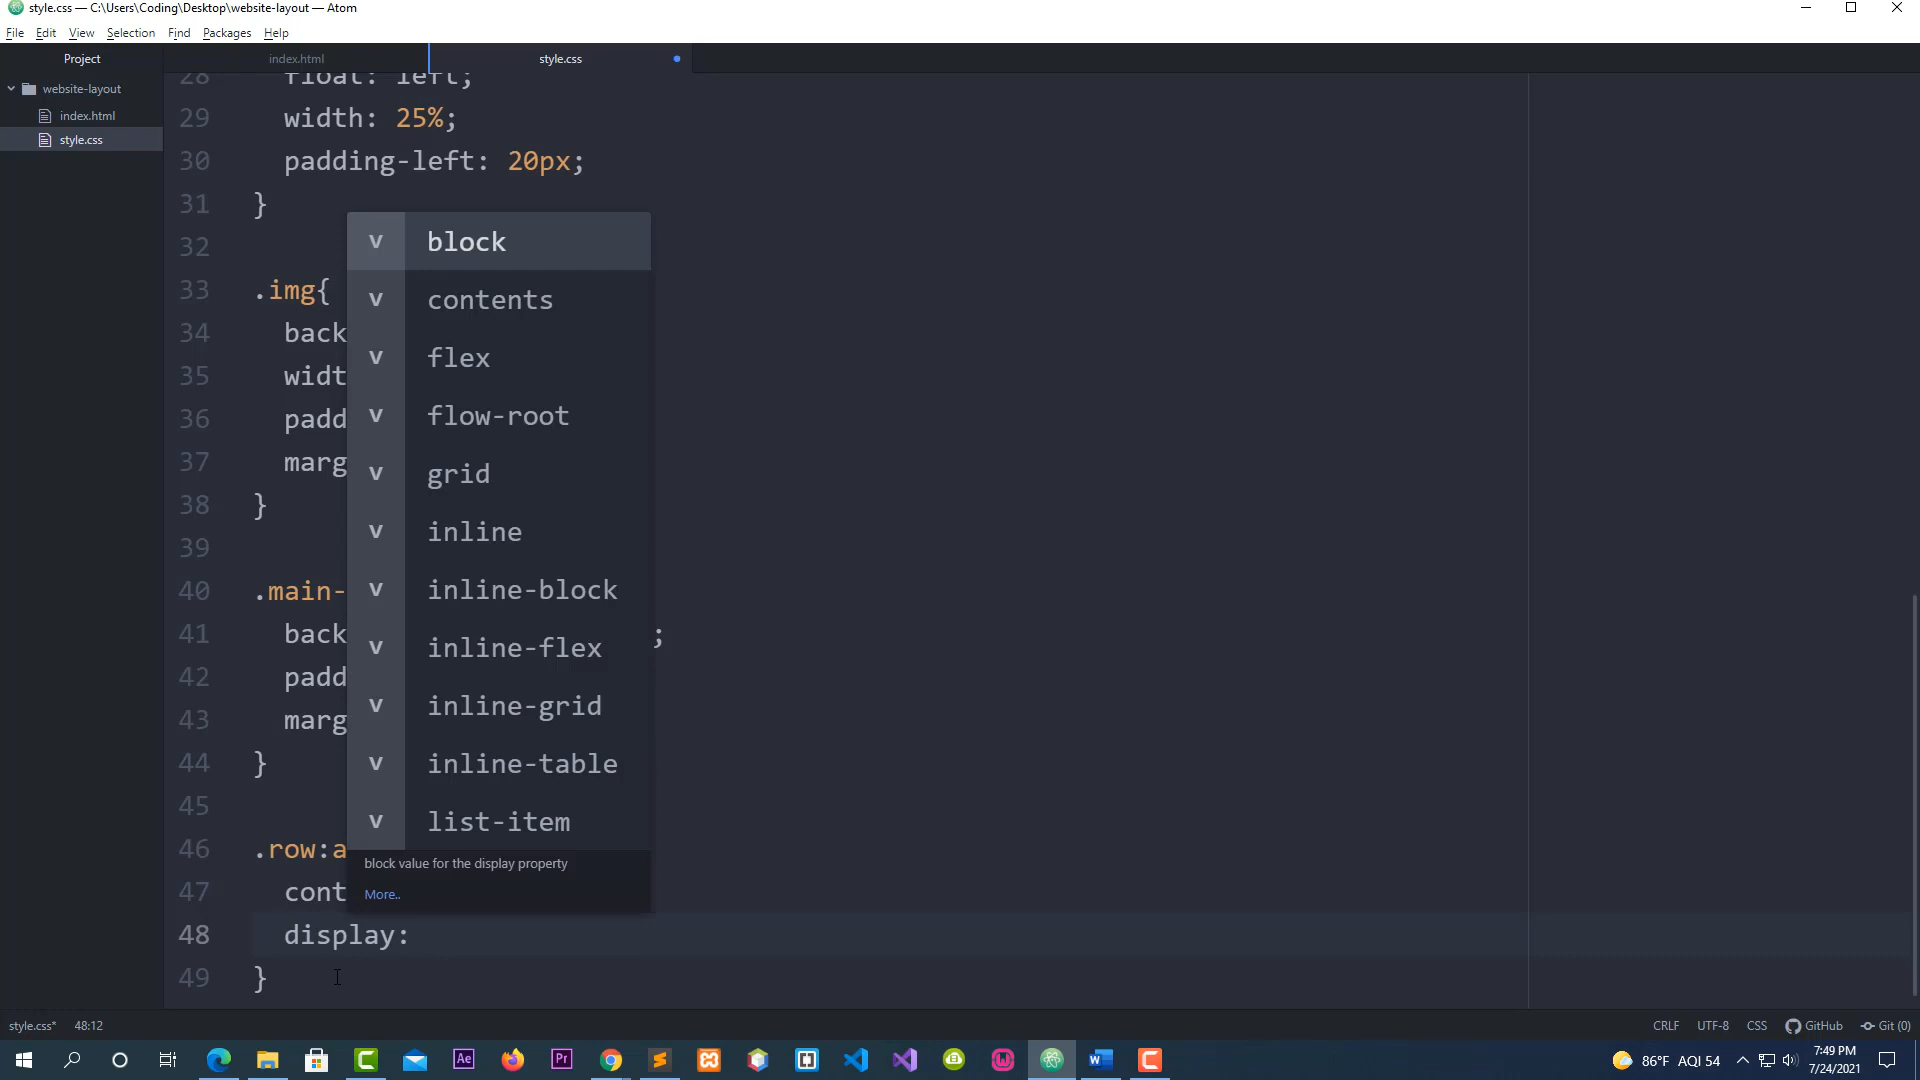 style.css — C:\Users\Coding\Desktop\website-layout — Atom
File Edit View Selection Find Packages Help
Project
index.html
style.css
website-layout
index.html
style.css
28 float: left;
29 width: 25%;
30 padding-left: 20px;
31 }
32
33 .img{
34 back
35 widt
36 padd
37 marg
38 }
39
40 .main-
41 back ;
42 padd
43 marg
44 }
45
46 .row:a
47 cont
48 display:
49 }
v block
v contents
v flex
v flow-root
v grid
v inline
v inline-block
v inline-flex
v inline-grid
v inline-table
v list-item
block value for the display property
More..
style.css* 48:12
CRLF UTF-8 CSS GitHub Git (0)
Ae
Pr
86°F AQI 54
7:49 PM
7/24/2021